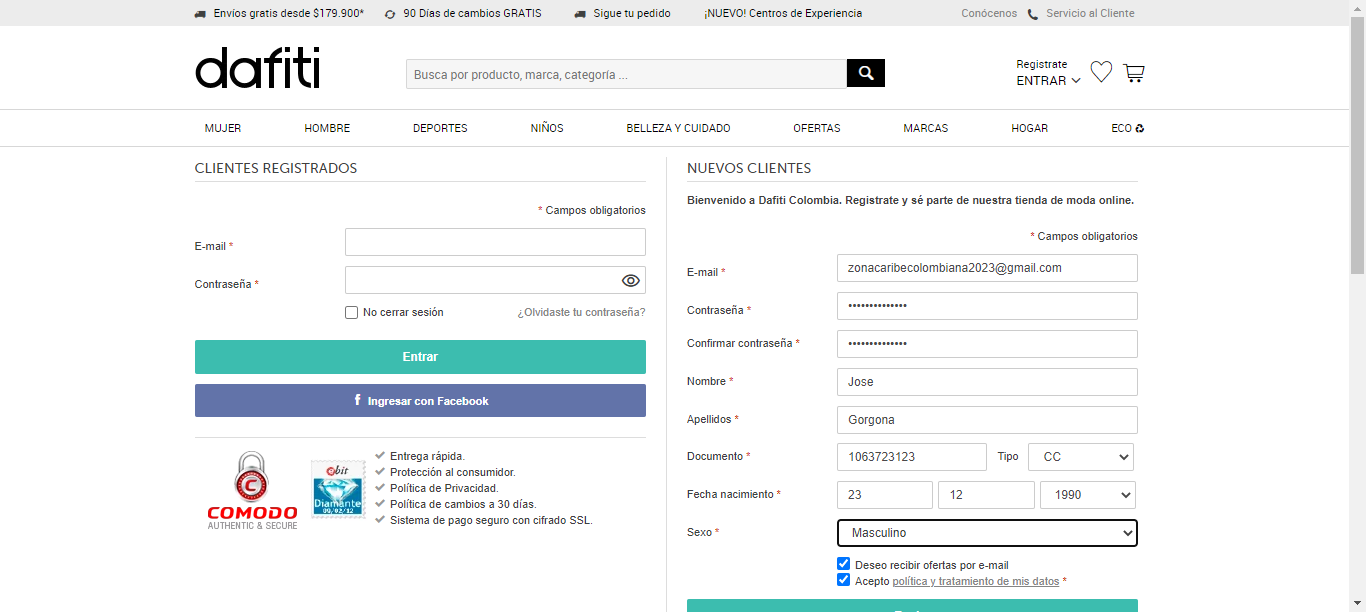 Envíos gratis desde $179.900* 90 Días de cambios GRATIS Sigue tu pedido ¡NUEVO! Centros de Experiencia Conócenos Servicio al Cliente
dafiti
Busca por producto, marca, categoría ...
Registrate
ENTRAR
MUJER HOMBRE DEPORTES NIÑOS BELLEZA Y CUIDADO OFERTAS MARCAS HOGAR ECO
CLIENTES REGISTRADOS
* Campos obligatorios
E-mail *
Contraseña *
No cerrar sesión ¿Olvidaste tu contraseña?
Entrar
f Ingresar con Facebook
C
COMODO
AUTHENTIC & SECURE
ebit
Diamante
09/02/12
Entrega rápida.
Protección al consumidor.
Política de Privacidad.
Política de cambios a 30 días.
Sistema de pago seguro con cifrado SSL.
NUEVOS CLIENTES
Bienvenido a Dafiti Colombia. Registrate y sé parte de nuestra tienda de moda online.
* Campos obligatorios
E-mail * zonacaribecolombiana2023@gmail.com
Contraseña * ••••••••••••••
Confirmar contraseña * ••••••••••••••
Nombre * Jose
Apellidos * Gorgona
Documento * 1063723123 Tipo CC
Fecha nacimiento * 23 12 1990
Sexo * Masculino
Deseo recibir ofertas por e-mail
Acepto política y tratamiento de mis datos *